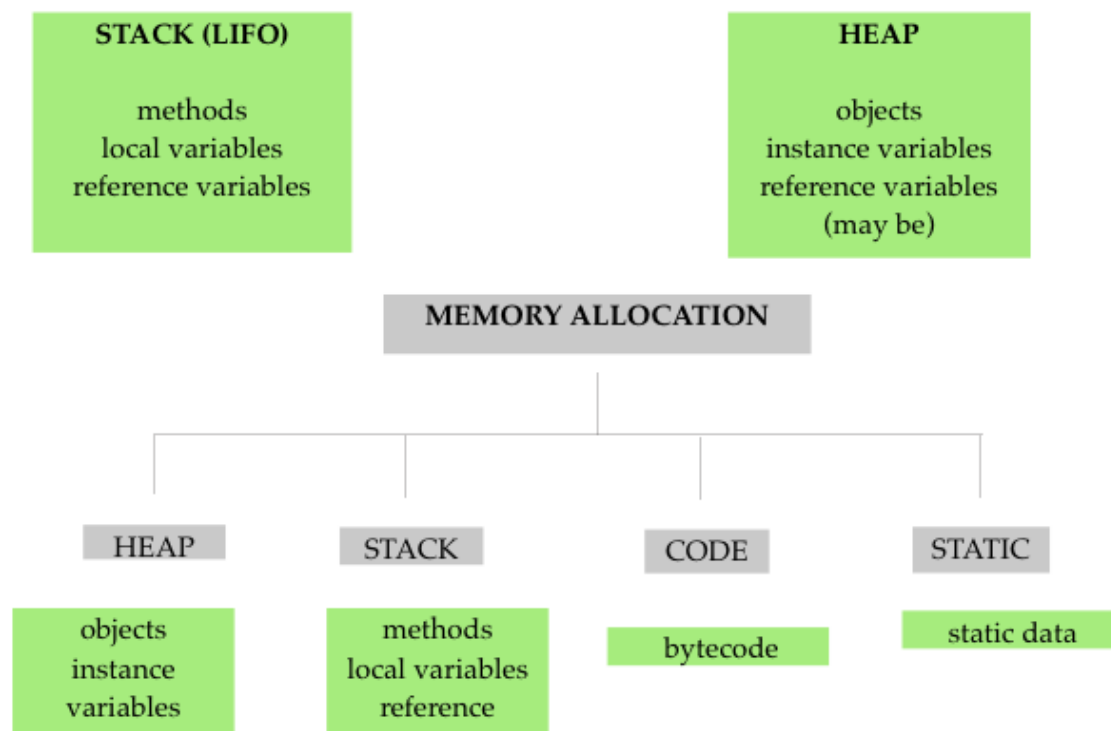 STACK (LIFO)
methods
local variables
reference variables
HEAP
objects
instance variables
reference variables
(may be)
MEMORY ALLOCATION
HEAP
STACK
CODE
STATIC
objects
instance
variables
methods
local variables
reference
bytecode
static data